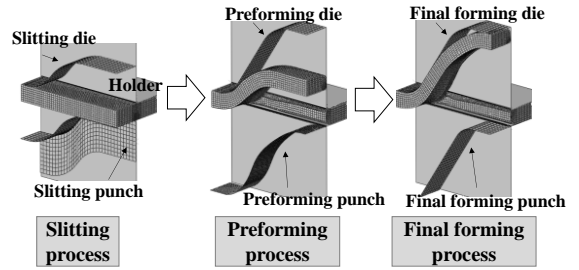 Slitting die
Holder
Slitting punch
Slitting
process
Preforming die
Preforming punch
Preforming
process
Final forming die
Final forming punch
Final forming
process